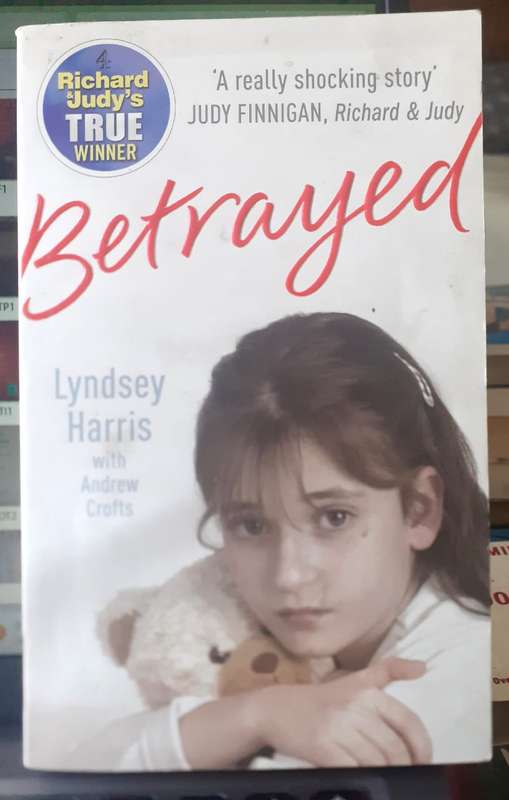 4
Richard
& Judy's
TRUE
WINNER
'A really shocking story'
JUDY FINNIGAN, Richard & Judy
Betrayed
Lyndsey
Harris
with
Andrew
Crofts